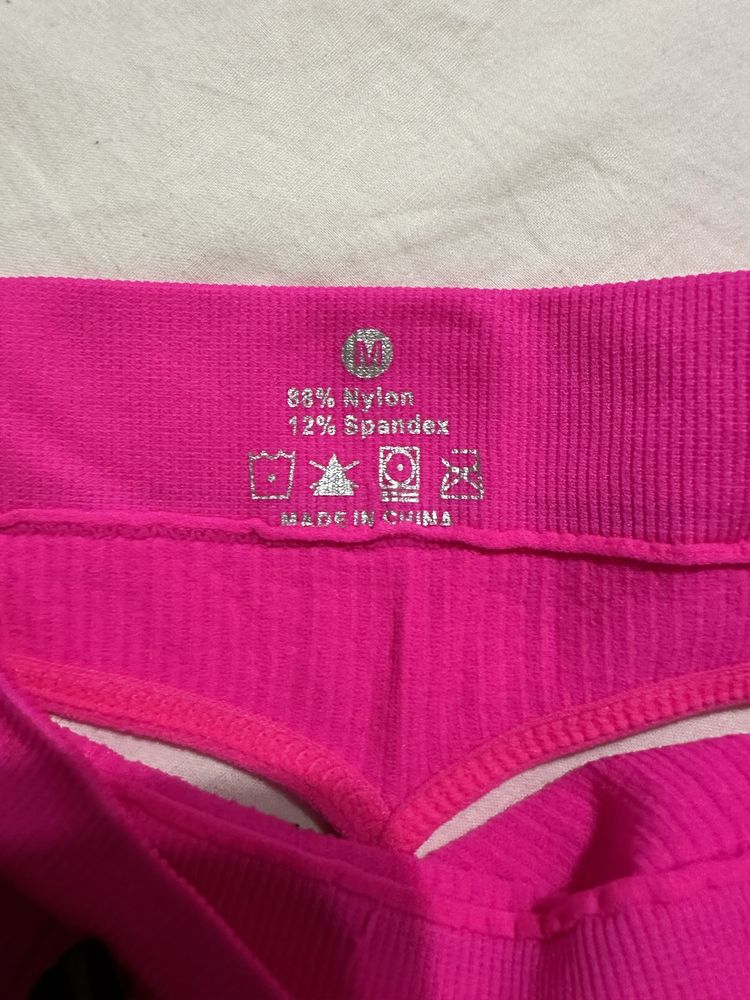 M
88% Nylon
12% Spandex
MADE IN CHINA